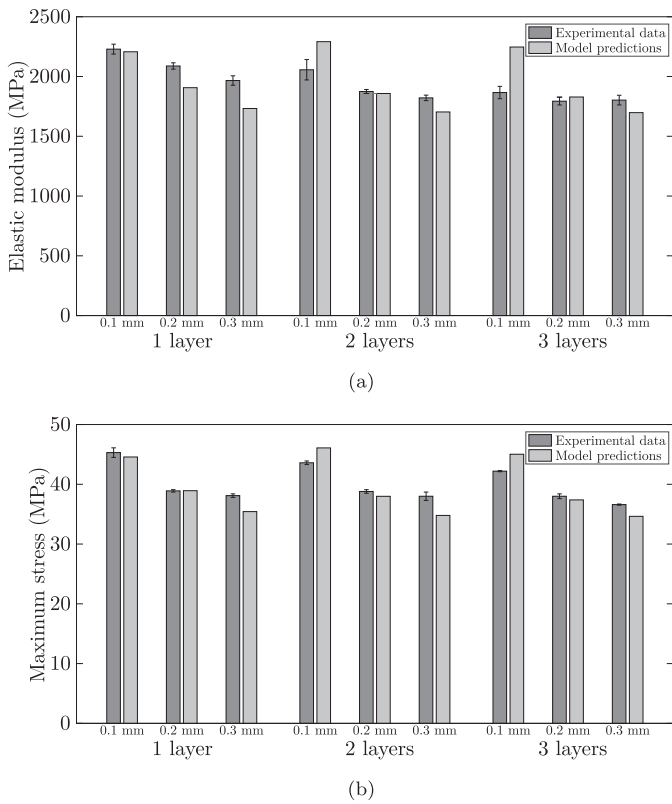 2500
2000
1500
1000
500
0
Elastic modulus (MPa)
Experimental data
Model predictions
0.1 mm 0.2 mm 0.3 mm 0.1 mm 0.2 mm 0.3 mm 0.1 mm 0.2 mm 0.3 mm
1 layer 2 layers 3 layers
(a)
50
40
30
20
10
0
Maximum stress (MPa)
Experimental data
Model predictions
0.1 mm 0.2 mm 0.3 mm 0.1 mm 0.2 mm 0.3 mm 0.1 mm 0.2 mm 0.3 mm
1 layer 2 layers 3 layers
(b)